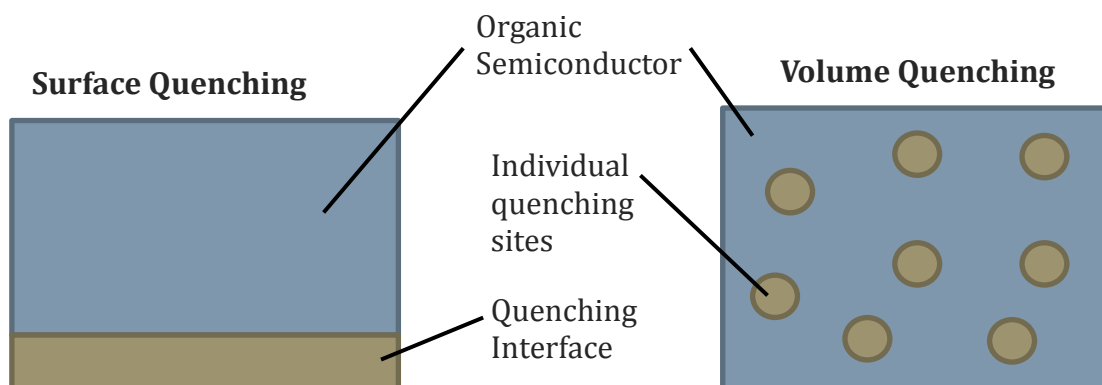 Surface Quenching
Organic
Semiconductor
Volume Quenching
Individual
quenching
sites
Quenching
Interface